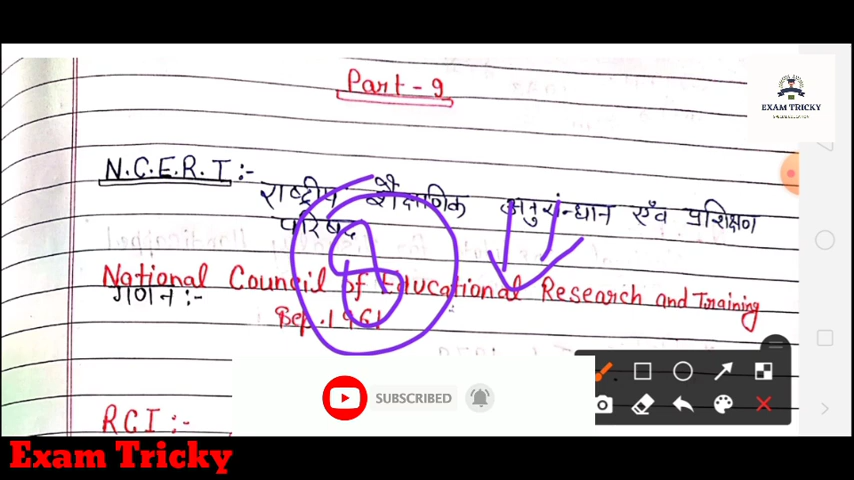 Part-9
EXAM TRICKY
N.C.E.R.T:-
राष्ट्रीय शैक्षणिक अनुसंन्धान एवँ प्रशिक्षण
परिषद
National Council of Educational Research and Training
गठन:-
Sep. 1961
SUBSCRIBED
RCI:-
Exam Tricky